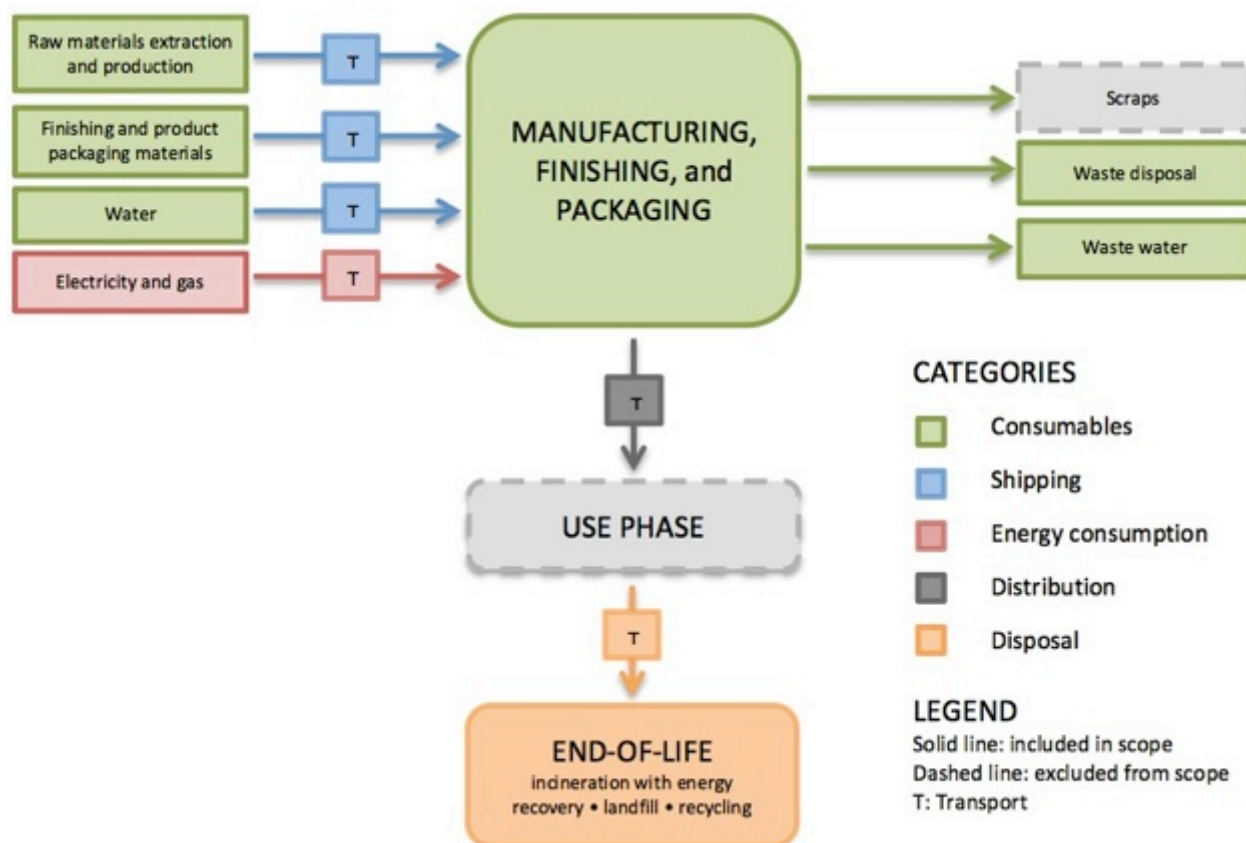 Raw materials extraction
and production
T
Finishing and product
packaging materials
T
Water
T
Electricity and gas
T
MANUFACTURING,
FINISHING, and
PACKAGING
Scraps
Waste disposal
Waste water
T
USE PHASE
T
END-OF-LIFE
incineration with energy
recovery • landfill • recycling
CATEGORIES
Consumables
Shipping
Energy consumption
Distribution
Disposal
LEGEND
Solid line: included in scope
Dashed line: excluded from scope
T: Transport